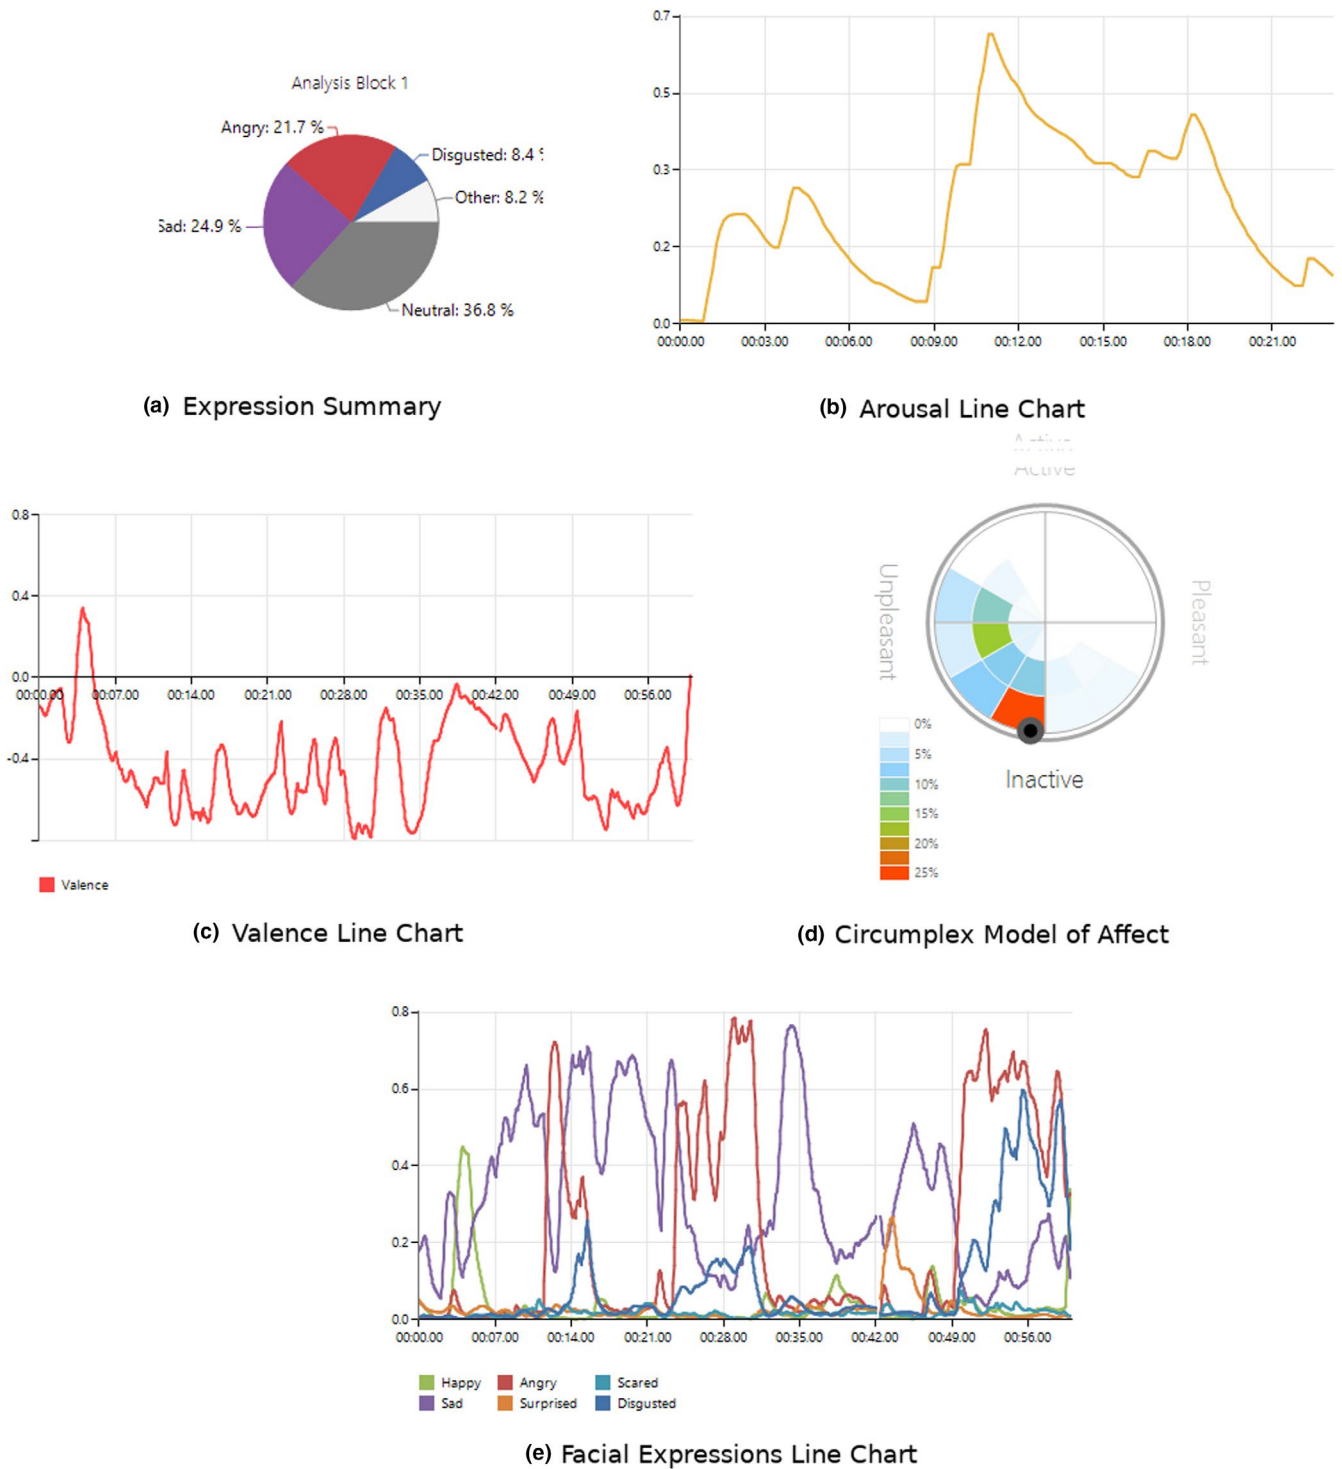 Analysis Block 1
Angry: 21.7 %
Disgusted: 8.4
Other: 8.2 %
Sad: 24.9 %
Neutral: 36.8 %
(a) Expression Summary
0.7
0.5
0.3
0.2
0.0
00:00.00 00:03.00 00:06.00 00:09.00 00:12.00 00:15.00 00:18.00 00:21.00
(b) Arousal Line Chart
0.8
0.4
0.0
00:00.00 00:07.00 00:14.00 00:21.00 00:28.00 00:35.00 00:42.00 00:49.00 00:56.00
-0.4
Valence
(c) Valence Line Chart
Active
Active
Unpleasant
Pleasant
Inactive
0%
5%
10%
15%
20%
25%
(d) Circumplex Model of Affect
0.8
0.6
0.4
0.2
0.0
00:00.00 00:07.00 00:14.00 00:21.00 00:28.00 00:35.00 00:42.00 00:49.00 00:56.00
Happy Angry Scared
Sad Surprised Disgusted
(e) Facial Expressions Line Chart